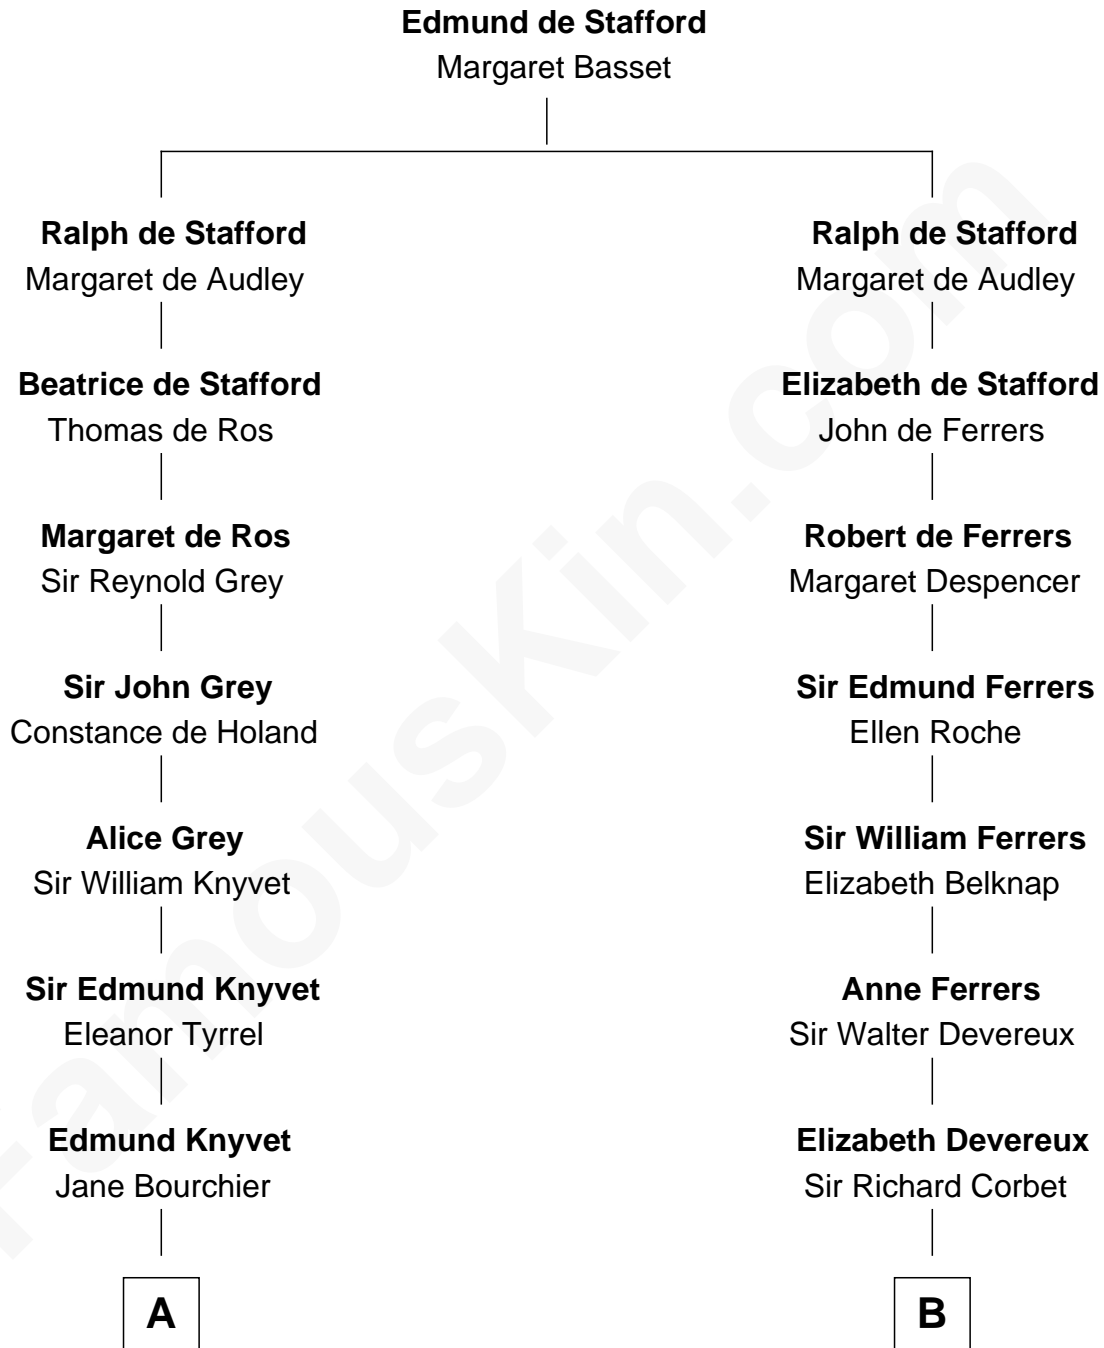 Edmund de Stafford
Margaret Basset
Ralph de Stafford
Margaret de Audley
Ralph de Stafford
Margaret de Audley
Beatrice de Stafford
Thomas de Ros
Elizabeth de Stafford
John de Ferrers
Margaret de Ros
Sir Reynold Grey
Robert de Ferrers
Margaret Despencer
Sir John Grey
Constance de Holand
Sir Edmund Ferrers
Ellen Roche
Alice Grey
Sir William Knyvet
Sir William Ferrers
Elizabeth Belknap
Sir Edmund Knyvet
Eleanor Tyrrel
Anne Ferrers
Sir Walter Devereux
Edmund Knyvet
Jane Bourchier
Elizabeth Devereux
Sir Richard Corbet
A
B
FamousKin.com